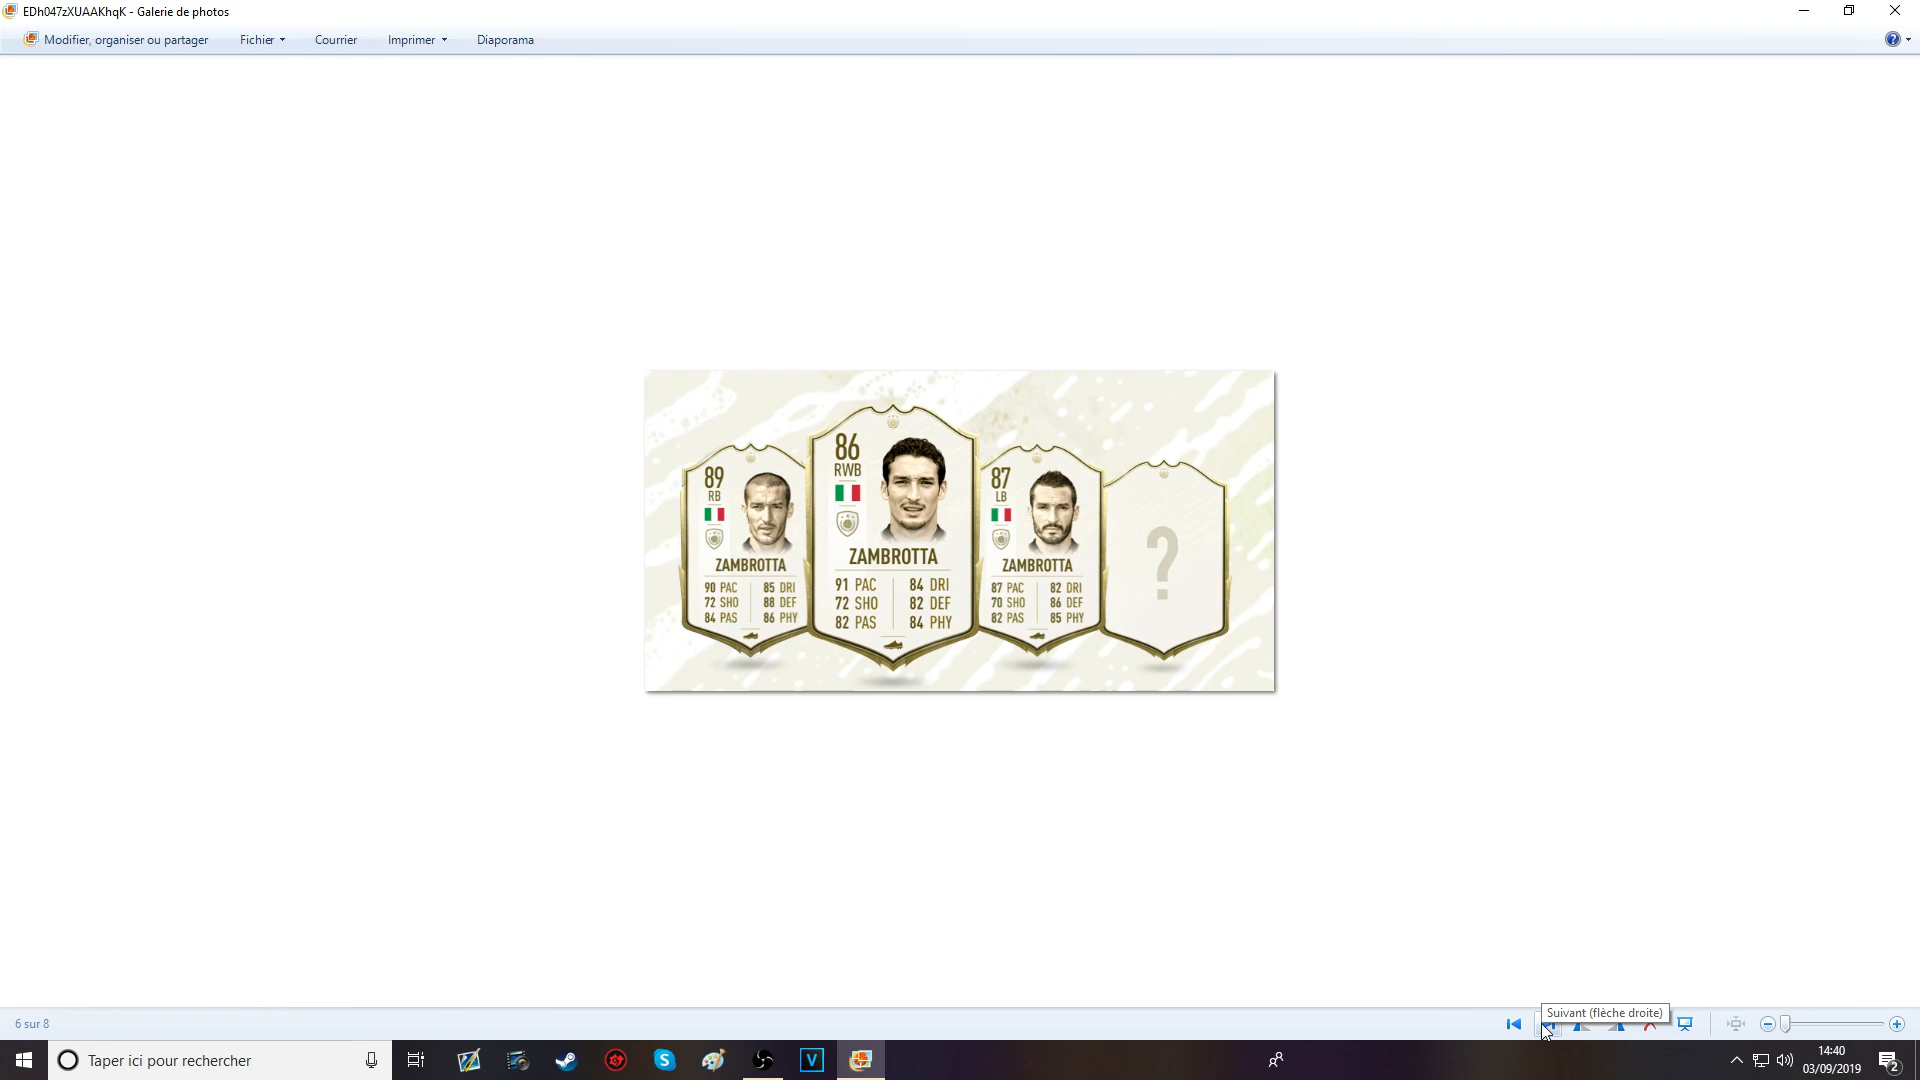 EDh047zXUAAKhqK - Galerie de photos
Modifier, organiser ou partager Fichier Courrier Imprimer Diaporama
89
RB
ZAMBROTTA
90 PAC 85 DRI
72 SHO 88 DEF
84 PAS 86 PHY
86
RWB
ZAMBROTTA
91 PAC 84 DRI
72 SHO 82 DEF
82 PAS 84 PHY
87
LB
ZAMBROTTA
87 PAC 82 DRI
70 SHO 86 DEF
82 PAS 85 PHY
?
Suivant (flèche droite)
6 sur 8
Taper ici pour rechercher
V
14:40
03/09/2019
2